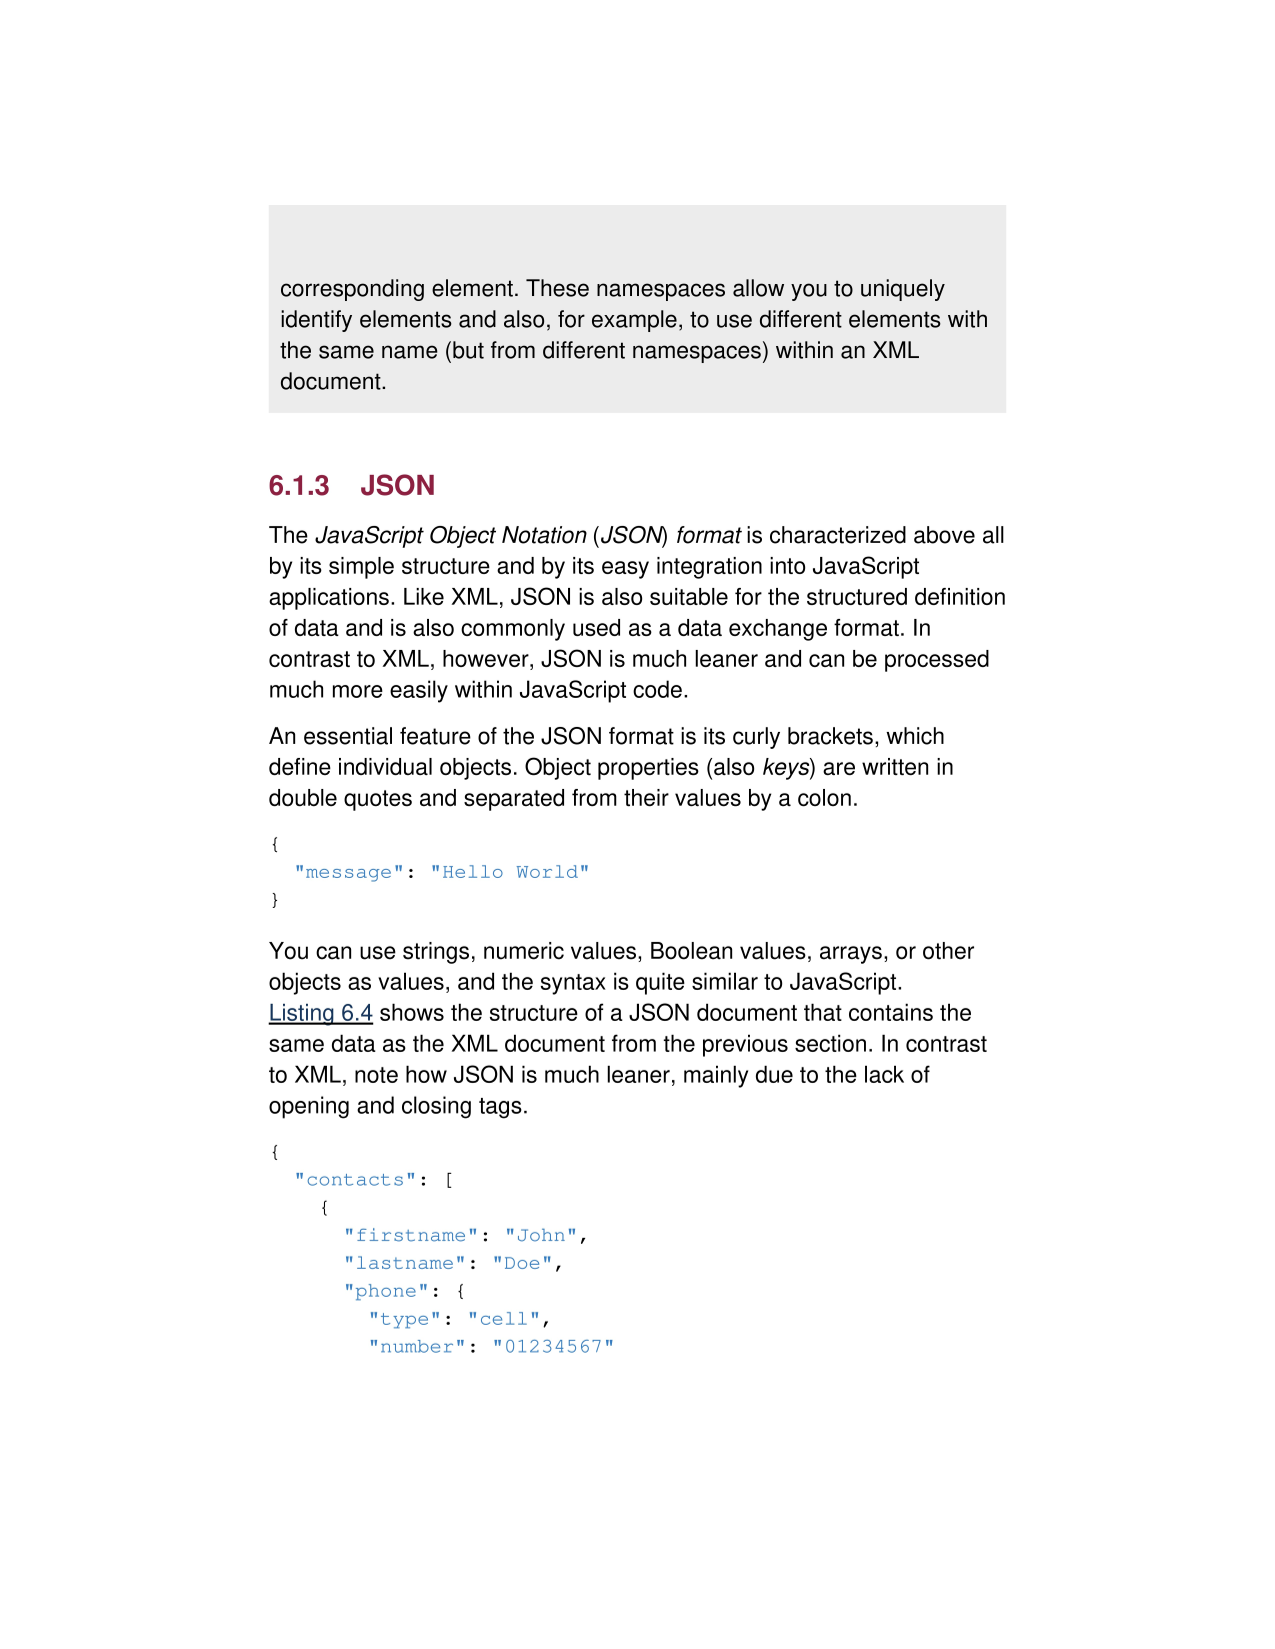 corresponding element. These namespaces allow you to uniquely
identify elements and also, for example, to use different elements with
the same name (but from different namespaces) within an XML
document.
6.1.3 JSON
The JavaScript Object Notation (JSON) format is characterized above all
by its simple structure and by its easy integration into JavaScript
applications. Like XML, JSON is also suitable for the structured definition
of data and is also commonly used as a data exchange format. In
contrast to XML, however, JSON is much leaner and can be processed
much more easily within JavaScript code.
An essential feature of the JSON format is its curly brackets, which
define individual objects. Object properties (also keys) are written in
double quotes and separated from their values by a colon.
{
  "message": "Hello World"
}
You can use strings, numeric values, Boolean values, arrays, or other
objects as values, and the syntax is quite similar to JavaScript.
Listing 6.4 shows the structure of a JSON document that contains the
same data as the XML document from the previous section. In contrast
to XML, note how JSON is much leaner, mainly due to the lack of
opening and closing tags.
{
  "contacts": [
    {
      "firstname": "John",
      "lastname": "Doe",
      "phone": {
        "type": "cell",
        "number": "01234567"